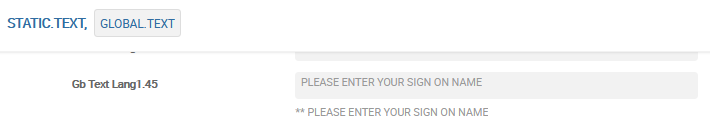 STATIC.TEXT, GLOBAL.TEXT
Gb Text Lang1.45 PLEASE ENTER YOUR SIGN ON NAME
** PLEASE ENTER YOUR SIGN ON NAME